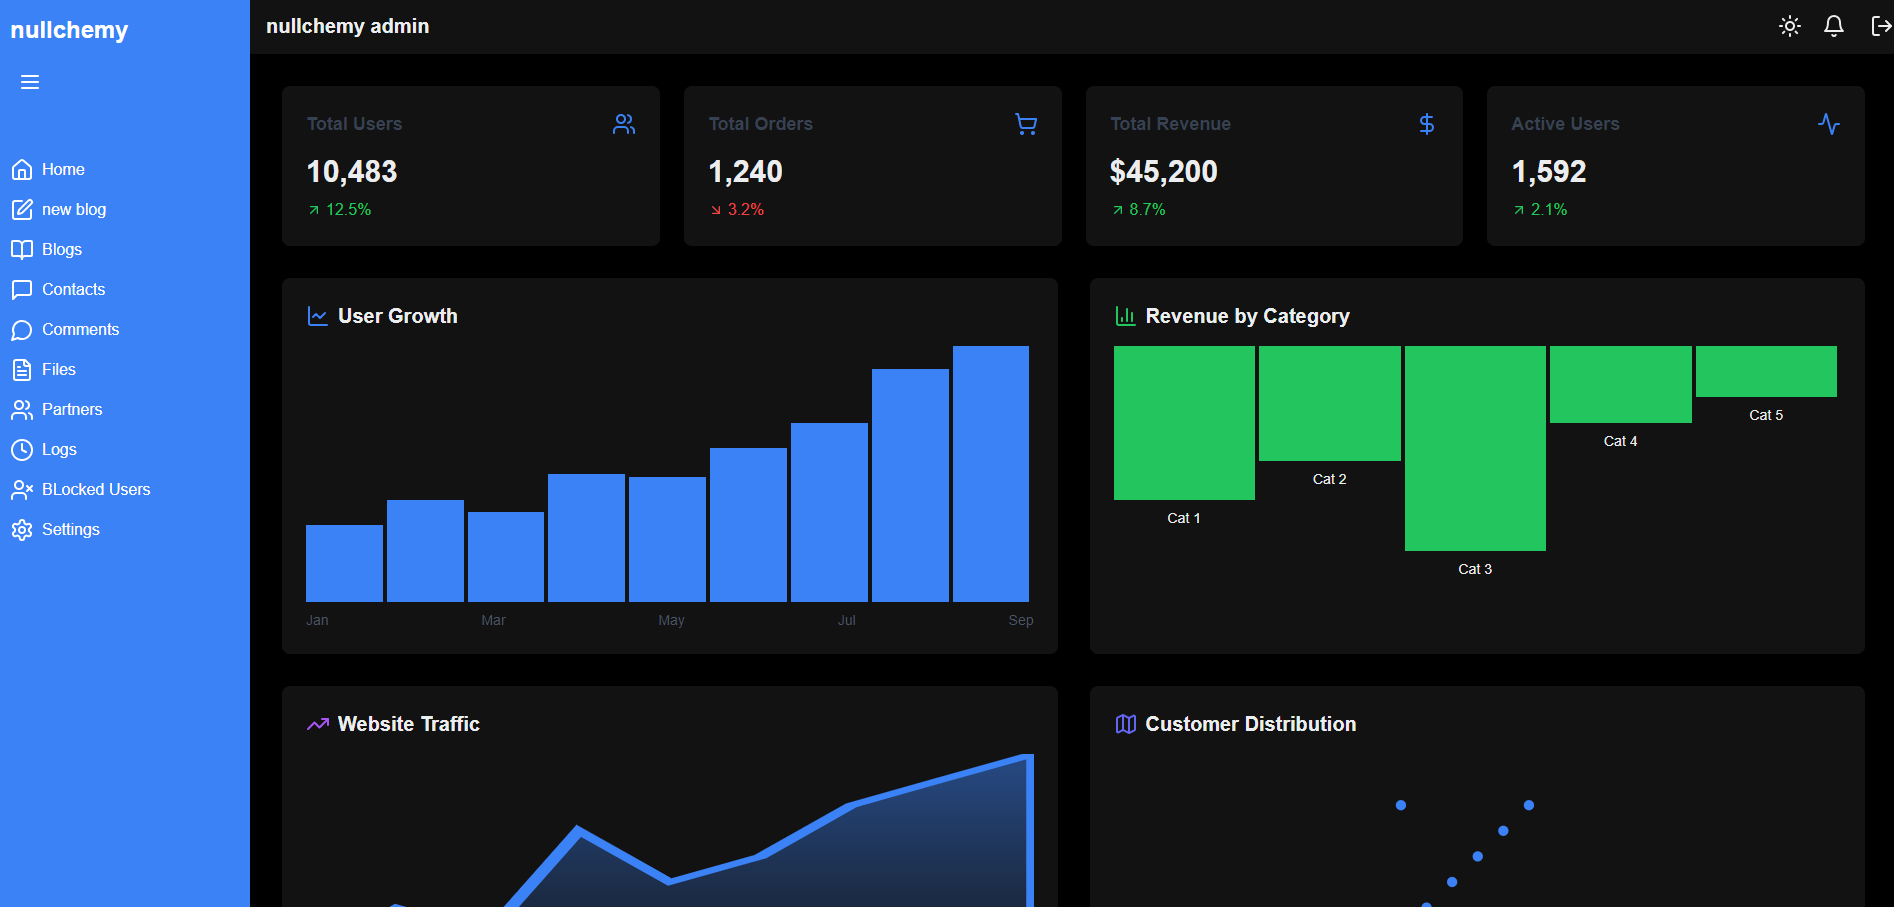 nullchemy
nullchemy admin
Home
new blog
Blogs
Contacts
Comments
Files
Partners
Logs
BLocked Users
Settings
Total Users
10,483
12.5%
Total Orders
1,240
3.2%
Total Revenue
$45,200
8.7%
Active Users
1,592
2.1%
User Growth
Jan Mar May Jul Sep
Revenue by Category
Cat 1
Cat 2
Cat 3
Cat 4
Cat 5
Website Traffic
Customer Distribution